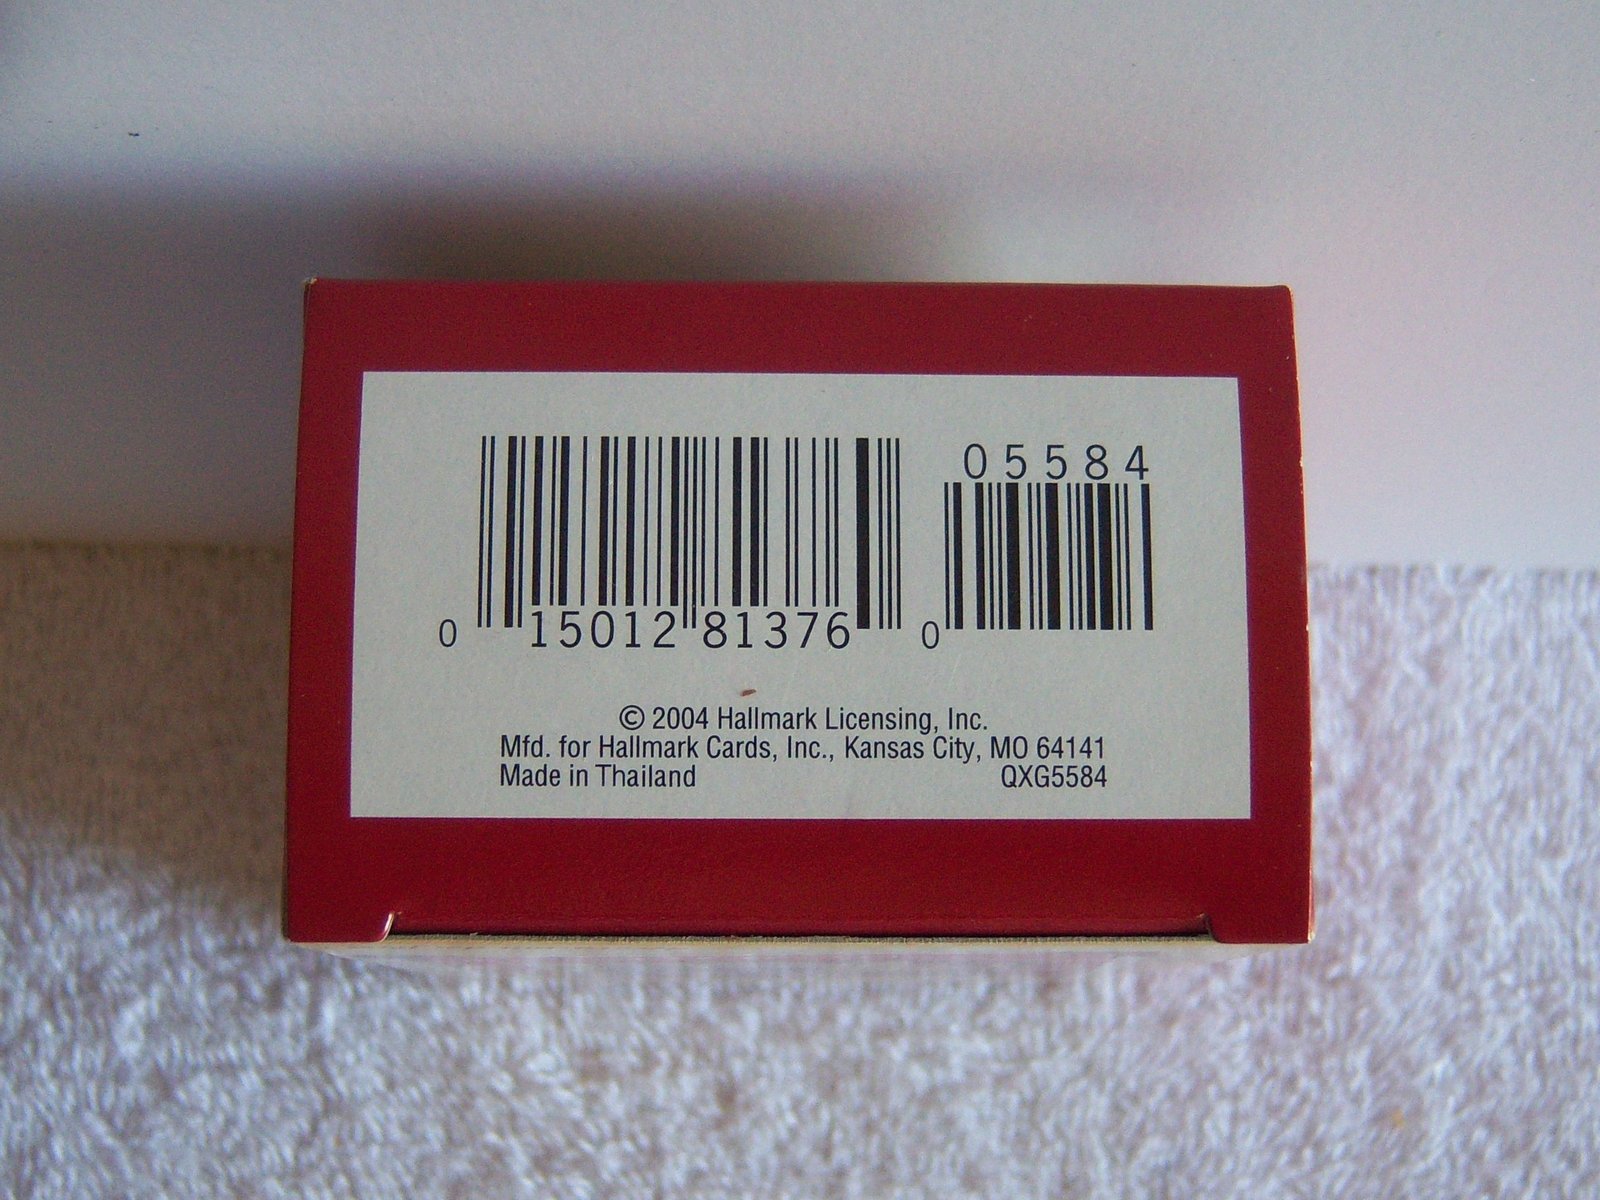 05584
0 15012 81376 0
© 2004 Hallmark Licensing, Inc.
Mfd. for Hallmark Cards, Inc., Kansas City, MO 64141
Made in Thailand QXG5584